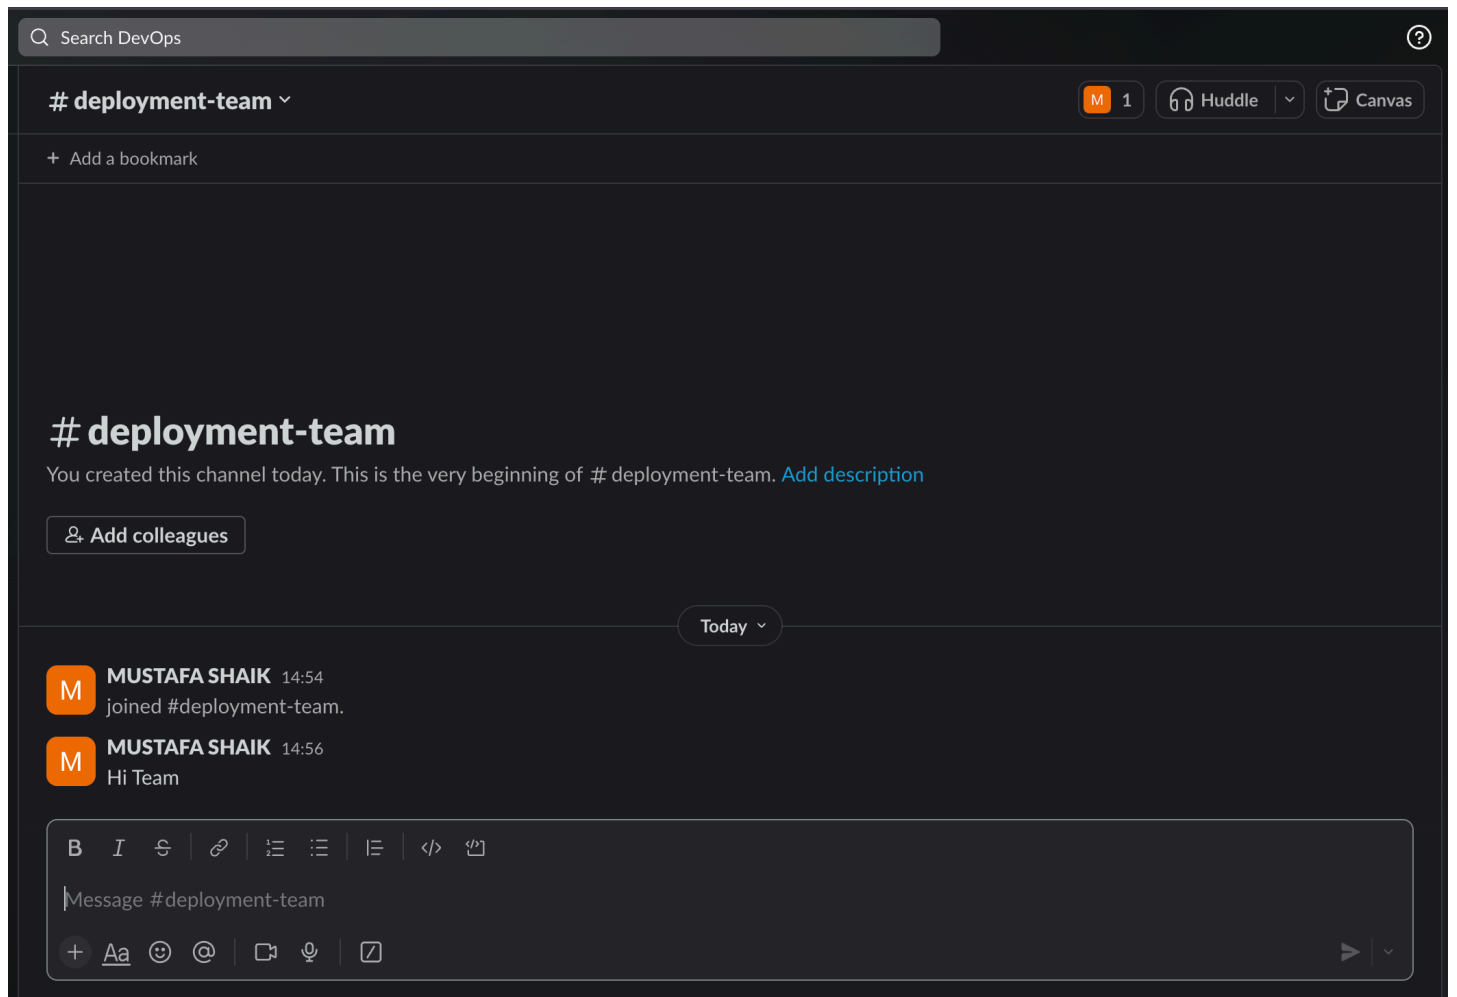 Search DevOps
# deployment-team
M 1
Huddle
Canvas
+ Add a bookmark
# deployment-team
You created this channel today. This is the very beginning of # deployment-team. Add description
Add colleagues
Today
M
MUSTAFA SHAIK 14:54
joined #deployment-team.
M
MUSTAFA SHAIK 14:56
Hi Team
B I S
Message #deployment-team
+ Aa @